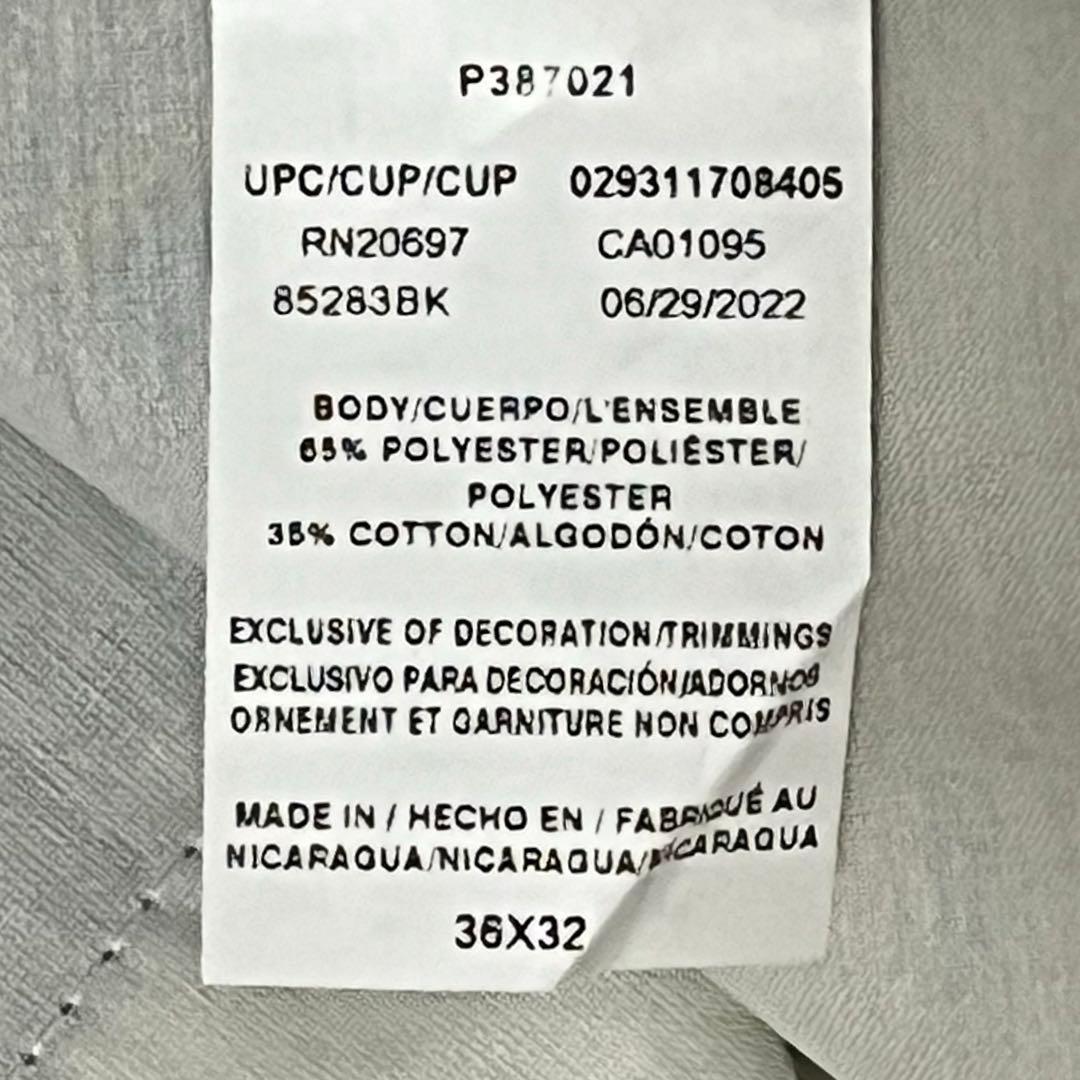 P387021
UPC/CUP/CUP 029311708405
RN20697 CA01095
85283BK 06/29/2022
BODY/CUERPO/L'ENSEMBLE
65% POLYESTER/POLIÉSTER/
POLYESTER
35% COTTON/ALGODÓN/COTON
EXCLUSIVE OF DECORATION/TRIMMINGS
EXCLUSIVO PARA DECORACIÓN/ADORNOS
ORNEMENT ET GARNITURE NON COMPRIS
MADE IN / HECHO EN / FABRIQUÉ AU
NICARAGUA/NICARAGUA/NICARAGUA
36X32